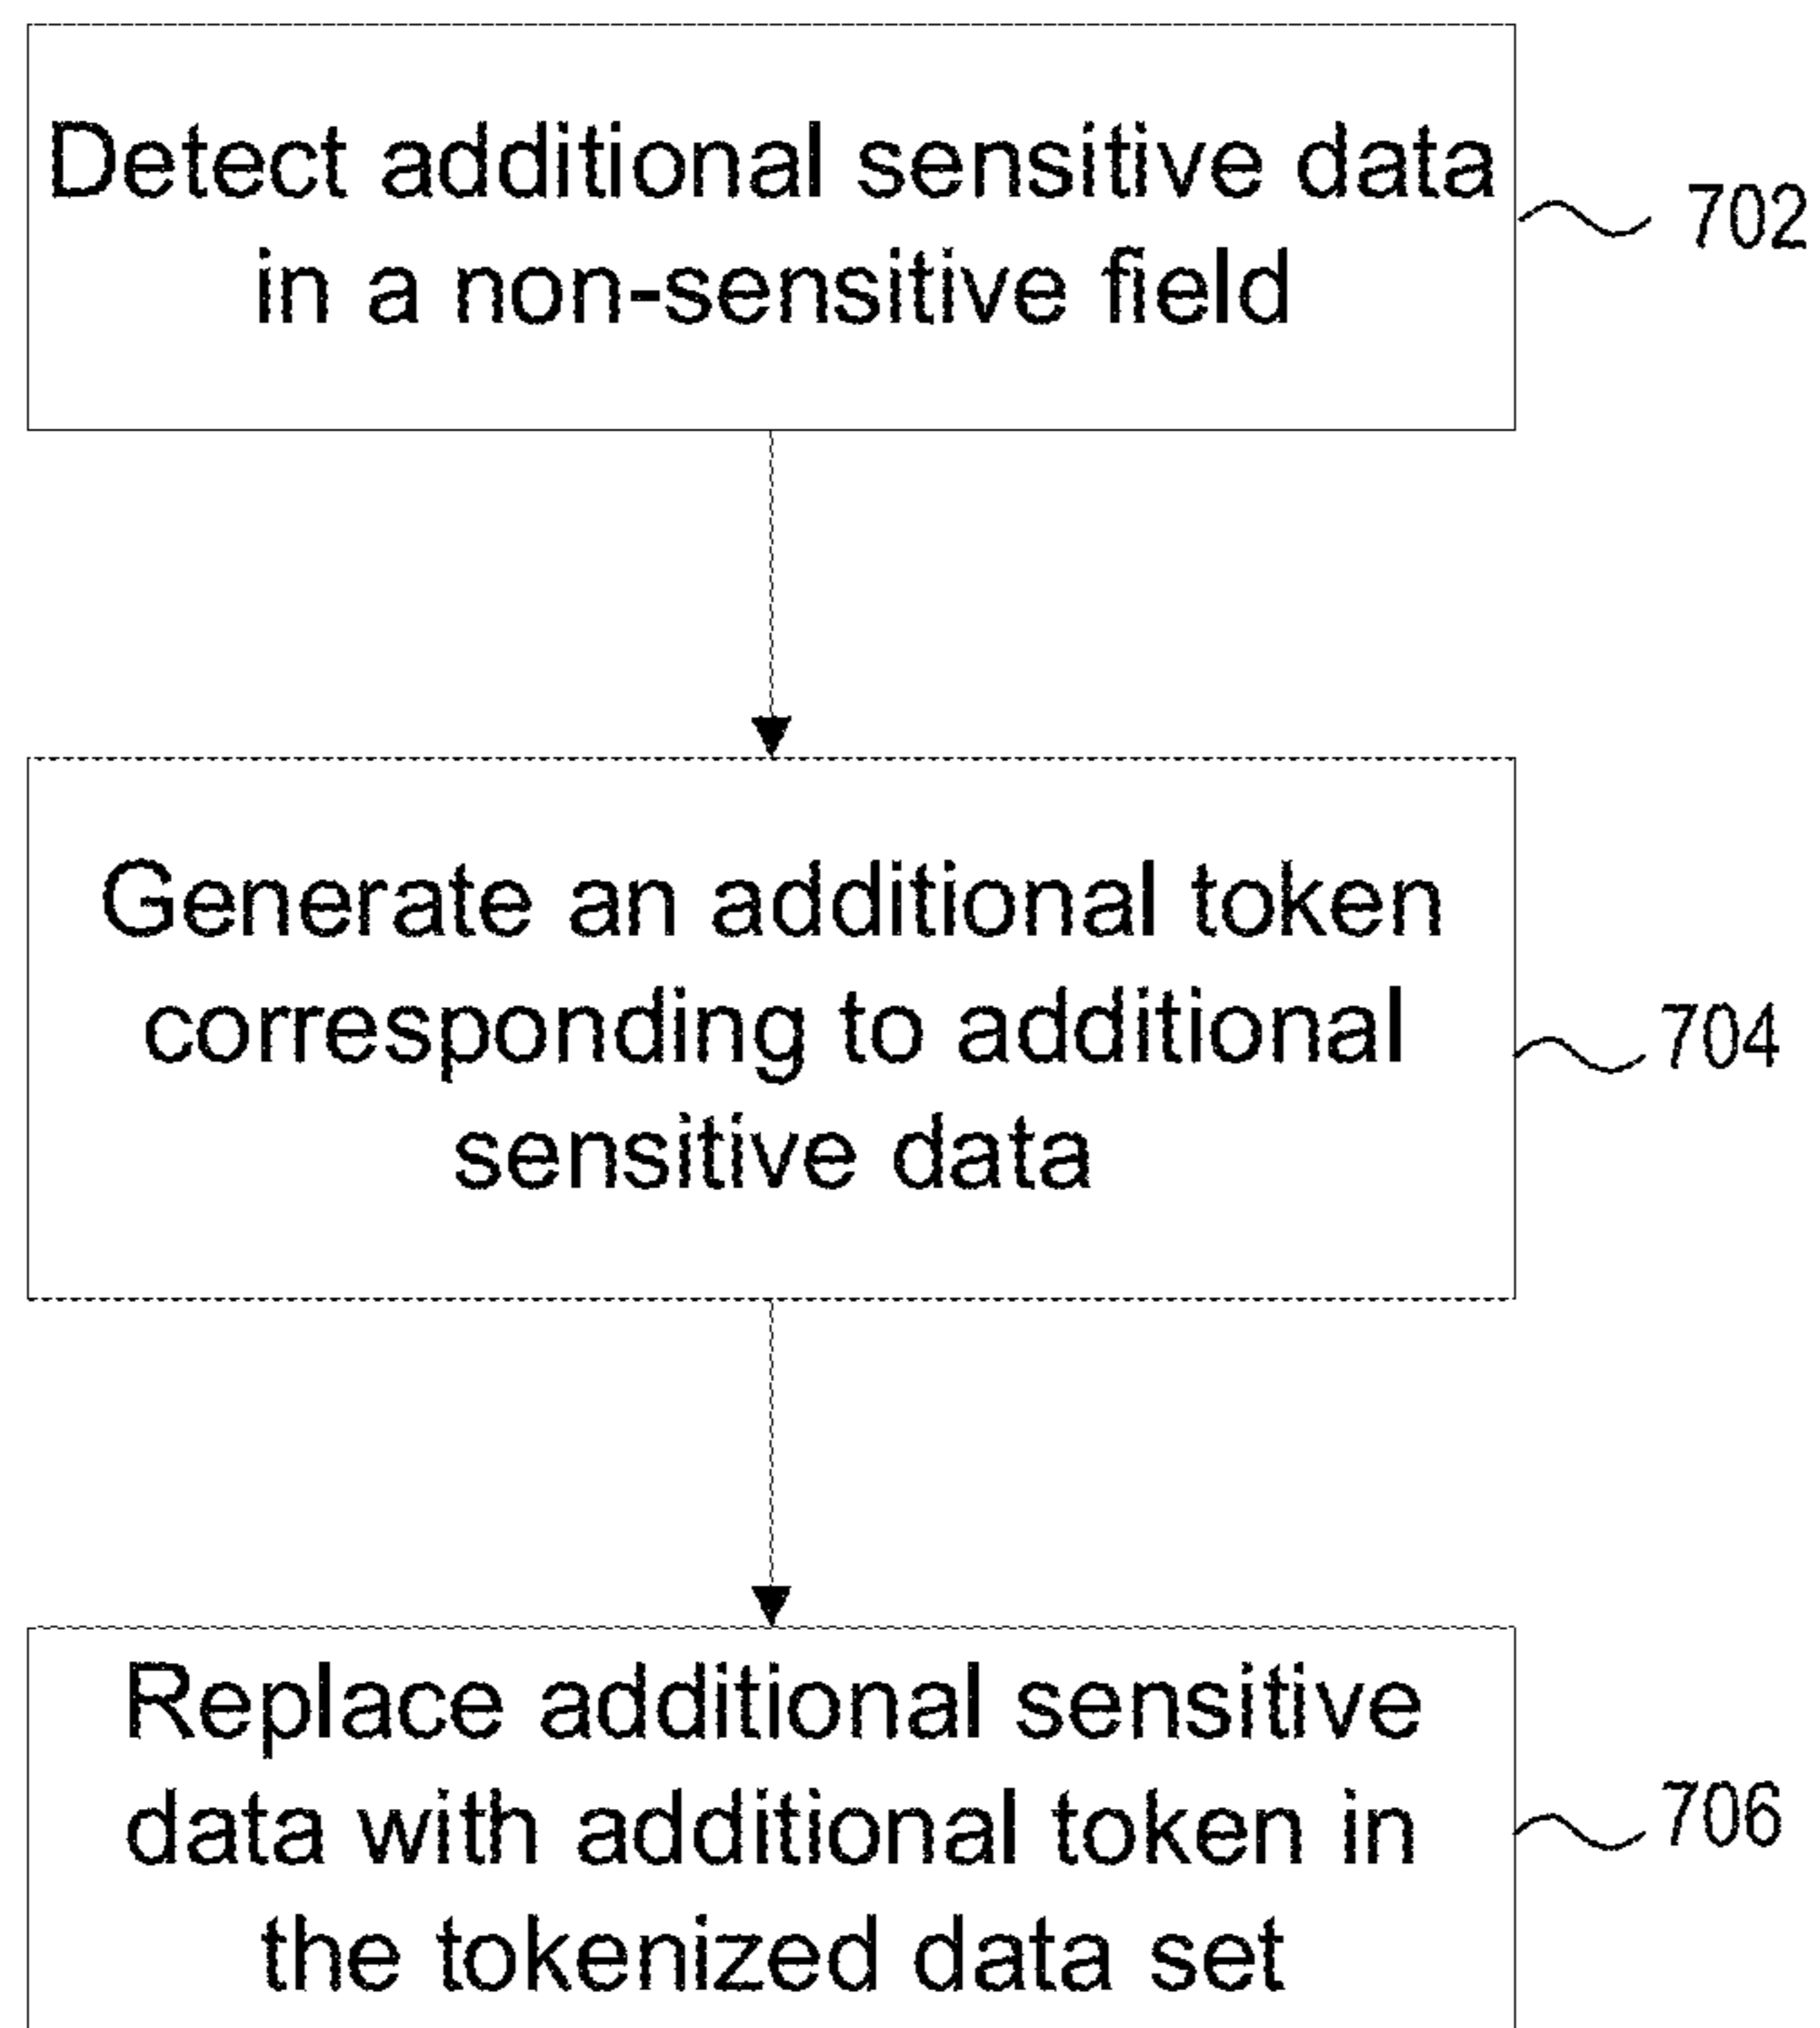 Detect additional sensitive data
in a non-sensitive field
702
Generate an additional token
corresponding to additional
sensitive data
704
Replace additional sensitive
data with additional token in
the tokenized data set
706